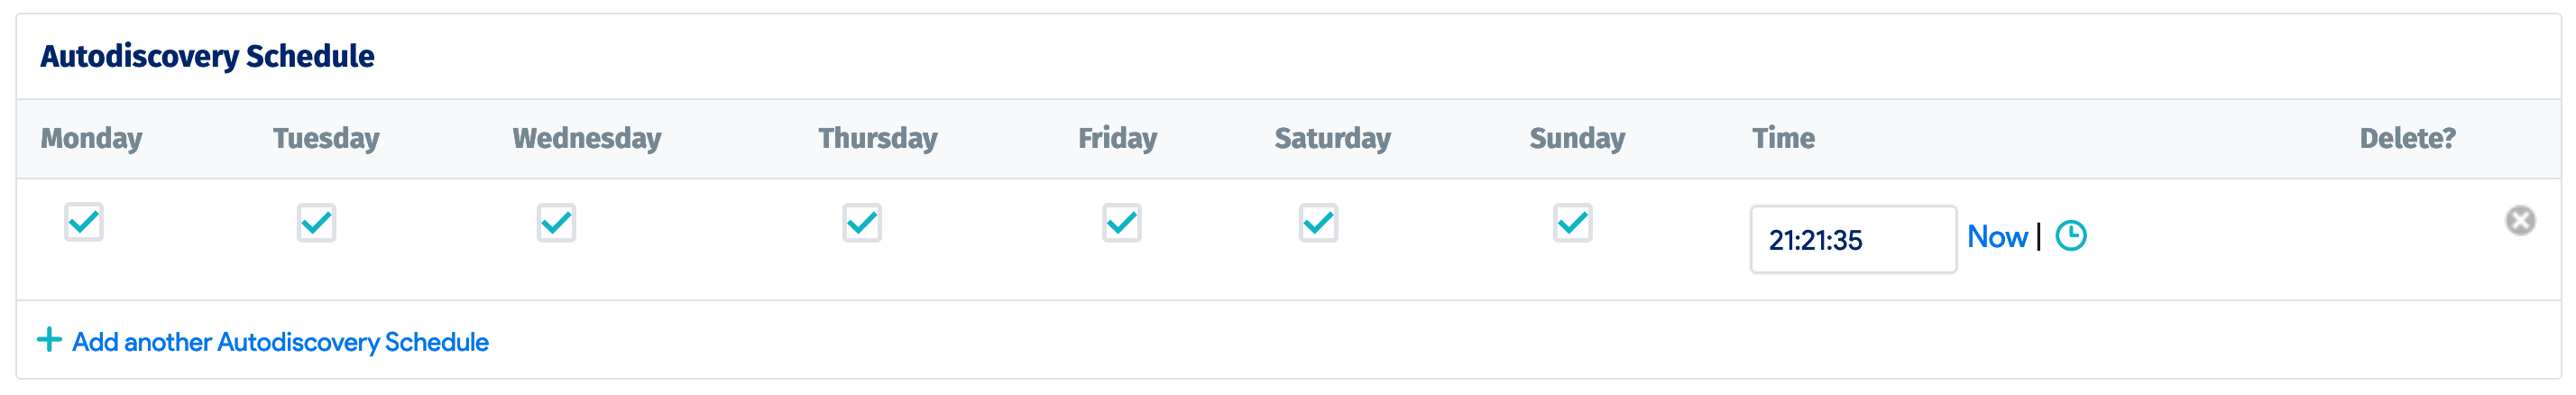 Autodiscovery Schedule
Monday Tuesday Wednesday Thursday Friday Saturday Sunday Time Delete?
21:21:35 Now |
Add another Autodiscovery Schedule